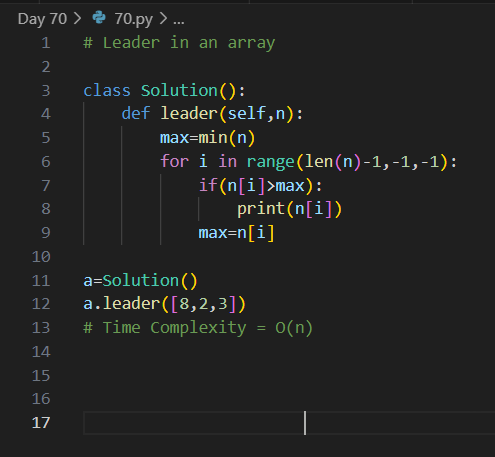 Day 70 > 70.py > ...
1 # Leader in an array
2
3 class Solution():
4     def leader(self,n):
5         max=min(n)
6         for i in range(len(n)-1,-1,-1):
7             if(n[i]>max):
8                 print(n[i])
9             max=n[i]
10
11 a=Solution()
12 a.leader([8,2,3])
13 # Time Complexity = O(n)
14
15
16
17